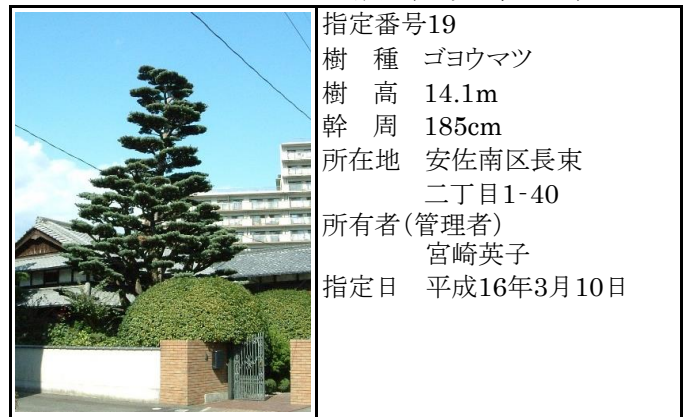 指定番号19
樹　種　ゴヨウマツ
樹　高　14.1m
幹　周　185cm
所在地　安佐南区長束
二丁目1-40
所有者（管理者）
宮崎英子
指定日　平成16年3月10日